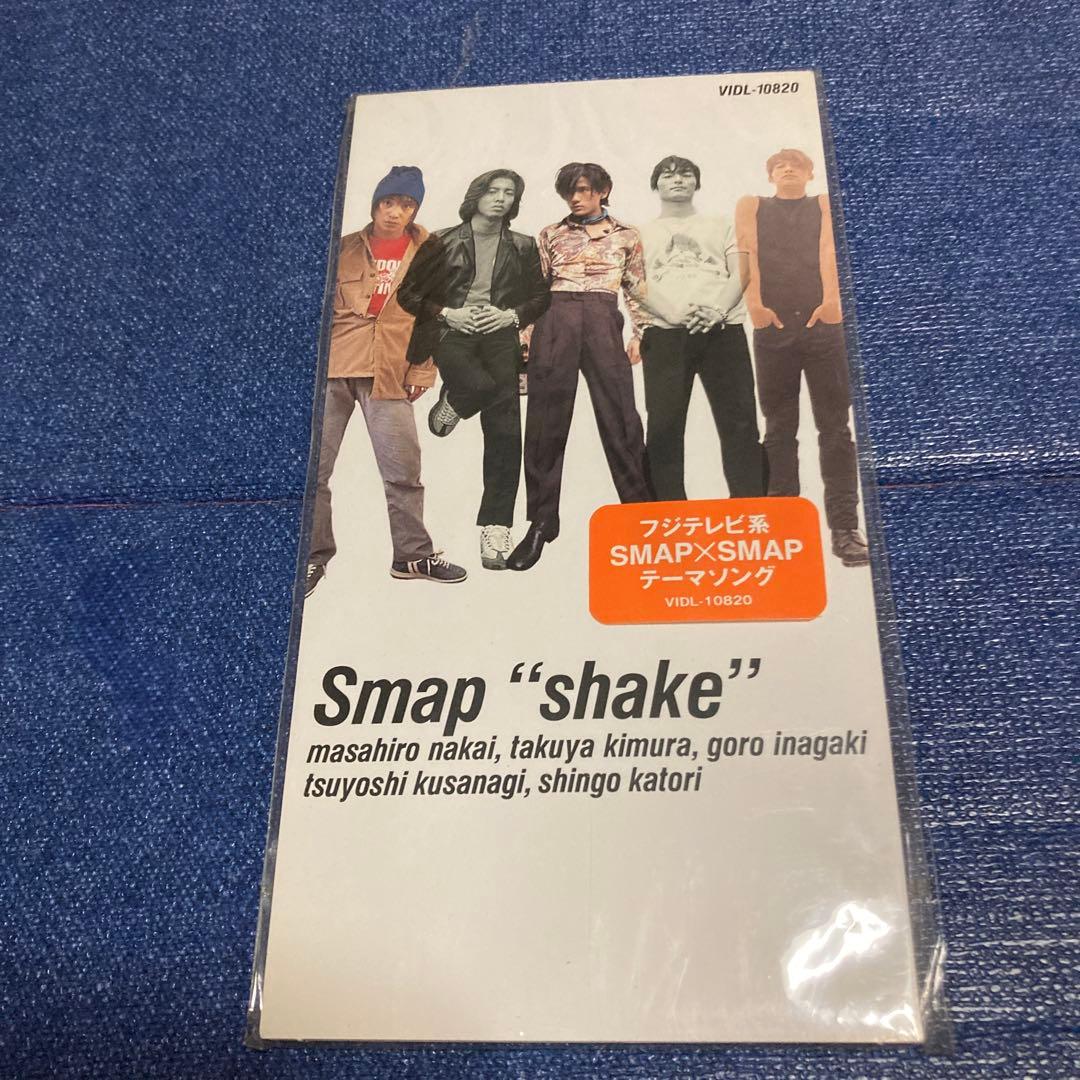 VIDL-10820
フジテレビ系
SMAP×SMAP
テーマソング
VIDL-10820
Smap “shake”
masahiro nakai, takuya kimura, goro inagaki
tsuyoshi kusanagi, shingo katori